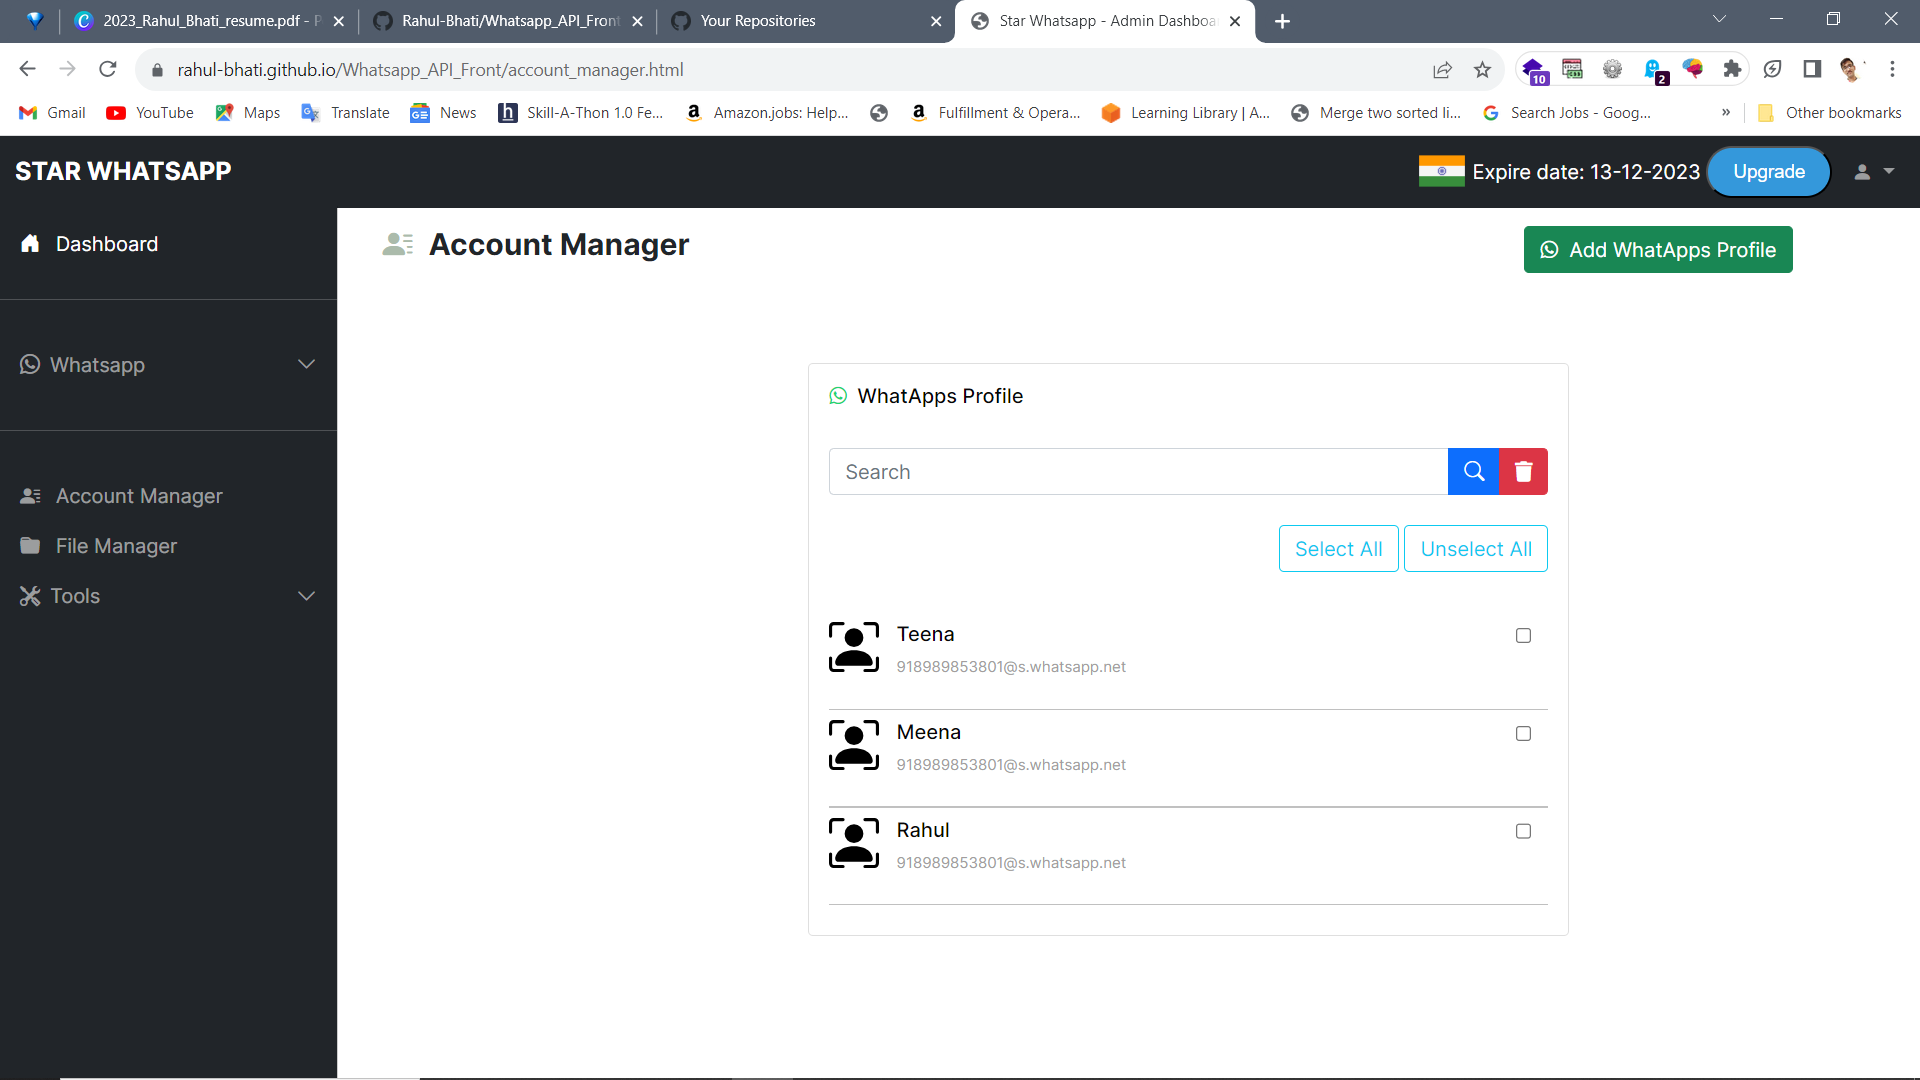 2023_Rahul_Bhati_resume.pdf - P
Rahul-Bhati/Whatsapp_API_Front
Your Repositories
Star Whatsapp - Admin Dashboa
rahul-bhati.github.io/Whatsapp_API_Front/account_manager.html
10
2
Gmail
YouTube
Maps
Translate
News
Skill-A-Thon 1.0 Fe...
Amazon.jobs: Help...
Fulfillment & Opera...
Learning Library | A...
Merge two sorted li...
Search Jobs - Goog...
»
Other bookmarks
STAR WHATSAPP
Expire date: 13-12-2023
Upgrade
Dashboard
Whatsapp
Account Manager
File Manager
Tools
Account Manager
Add WhatApps Profile
WhatApps Profile
Search
Select All
Unselect All
Teena
918989853801@s.whatsapp.net
Meena
918989853801@s.whatsapp.net
Rahul
918989853801@s.whatsapp.net